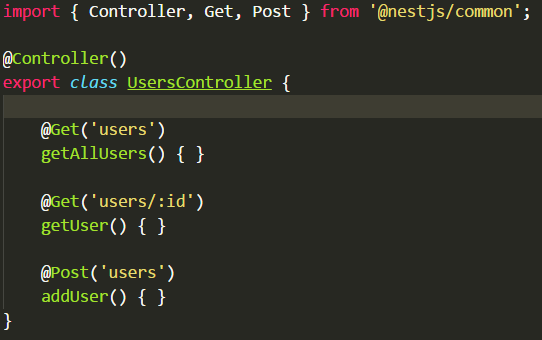 import { Controller, Get, Post } from '@nestjs/common';
@Controller()
export class UsersController {
@Get('users')
getAllUsers() { }
@Get('users/:id')
getUser() { }
@Post('users')
addUser() { }
}